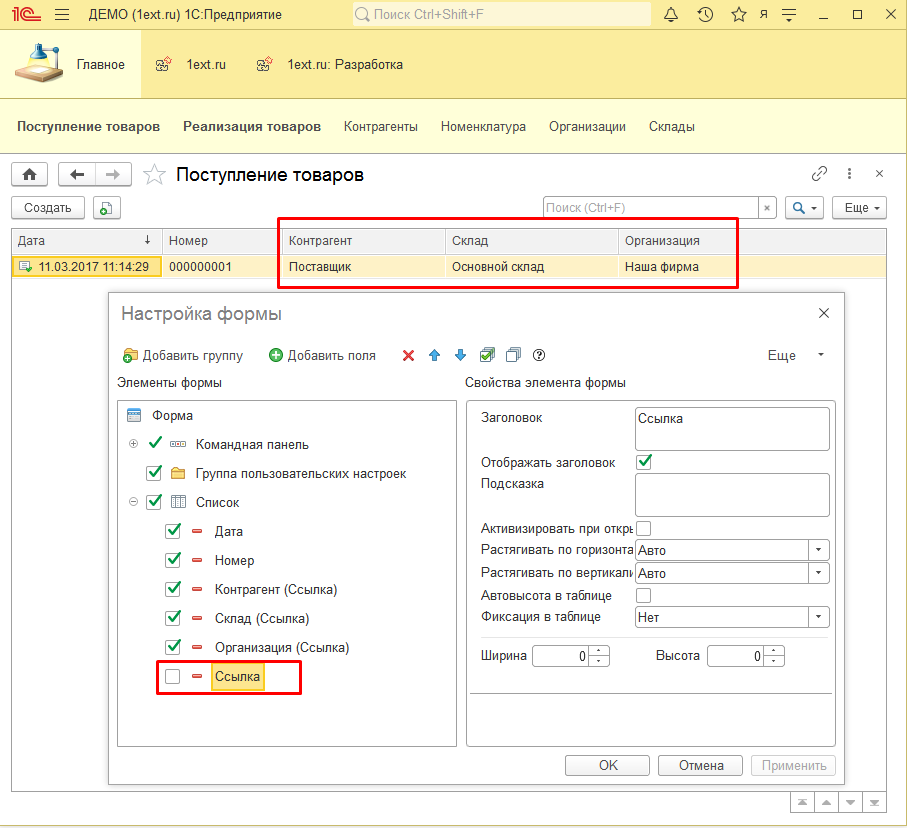 ДЕМО (1ext.ru) 1С:Предприятие
Поиск Ctrl+Shift+F
Я
Главное
1ext.ru
1ext.ru: Разработка
Поступление товаров
Реализация товаров
Контрагенты
Номенклатура
Организации
Склады
Поступление товаров
Создать
Поиск (Ctrl+F)
×
Еще
Дата
Номер
Контрагент
Склад
Организация
11.03.2017 11:14:29
000000001
Поставщик
Основной склад
Наша фирма
Настройка формы
Добавить группу
Добавить поля
Еще
Элементы формы
Свойства элемента формы
Форма
Командная панель
Группа пользовательских настроек
Список
Дата
Номер
Контрагент (Ссылка)
Склад (Ссылка)
Организация (Ссылка)
Ссылка
Заголовок
Ссылка
Отображать заголовок
Подсказка
Активизировать при откры
Растягивать по горизонта
Авто
Растягивать по вертикали
Авто
Автовысота в таблице
Фиксация в таблице
Нет
Ширина
0
Высота
0
OK
Отмена
Применить